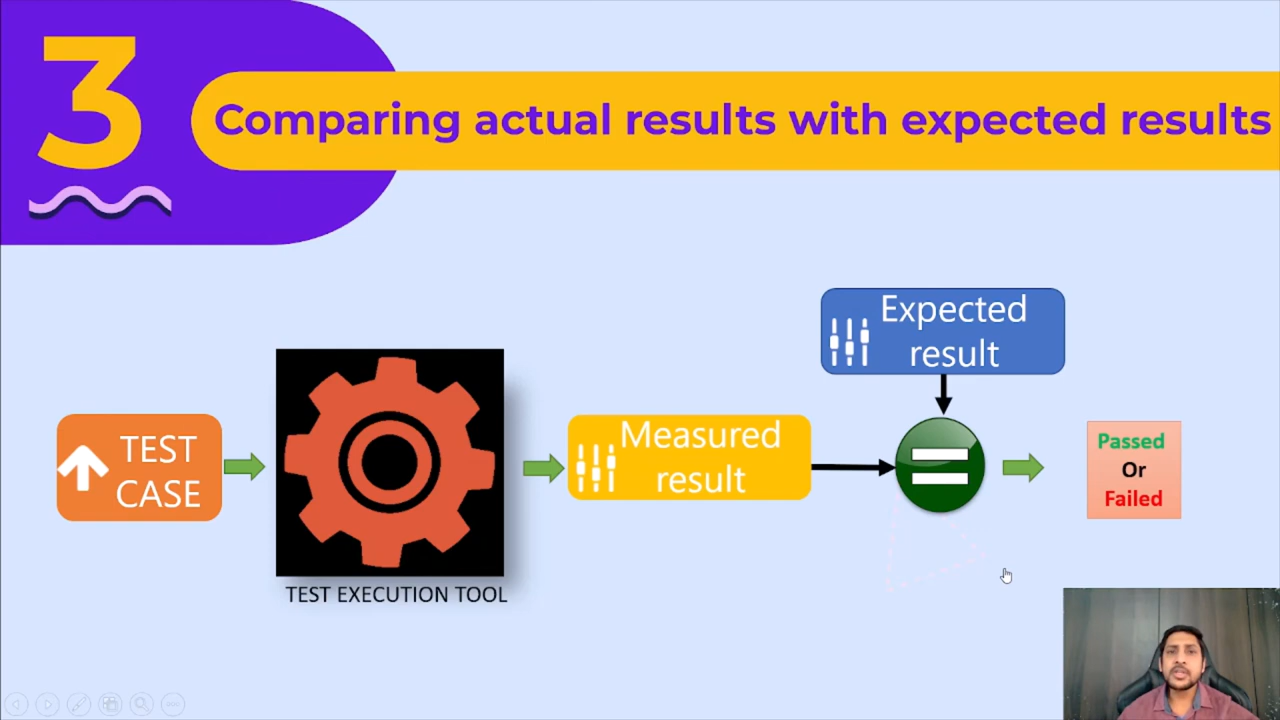 3
Comparing actual results with expected results
Expected
result
TEST
CASE
Measured
result
Passed
Or
Failed
TEST EXECUTION TOOL